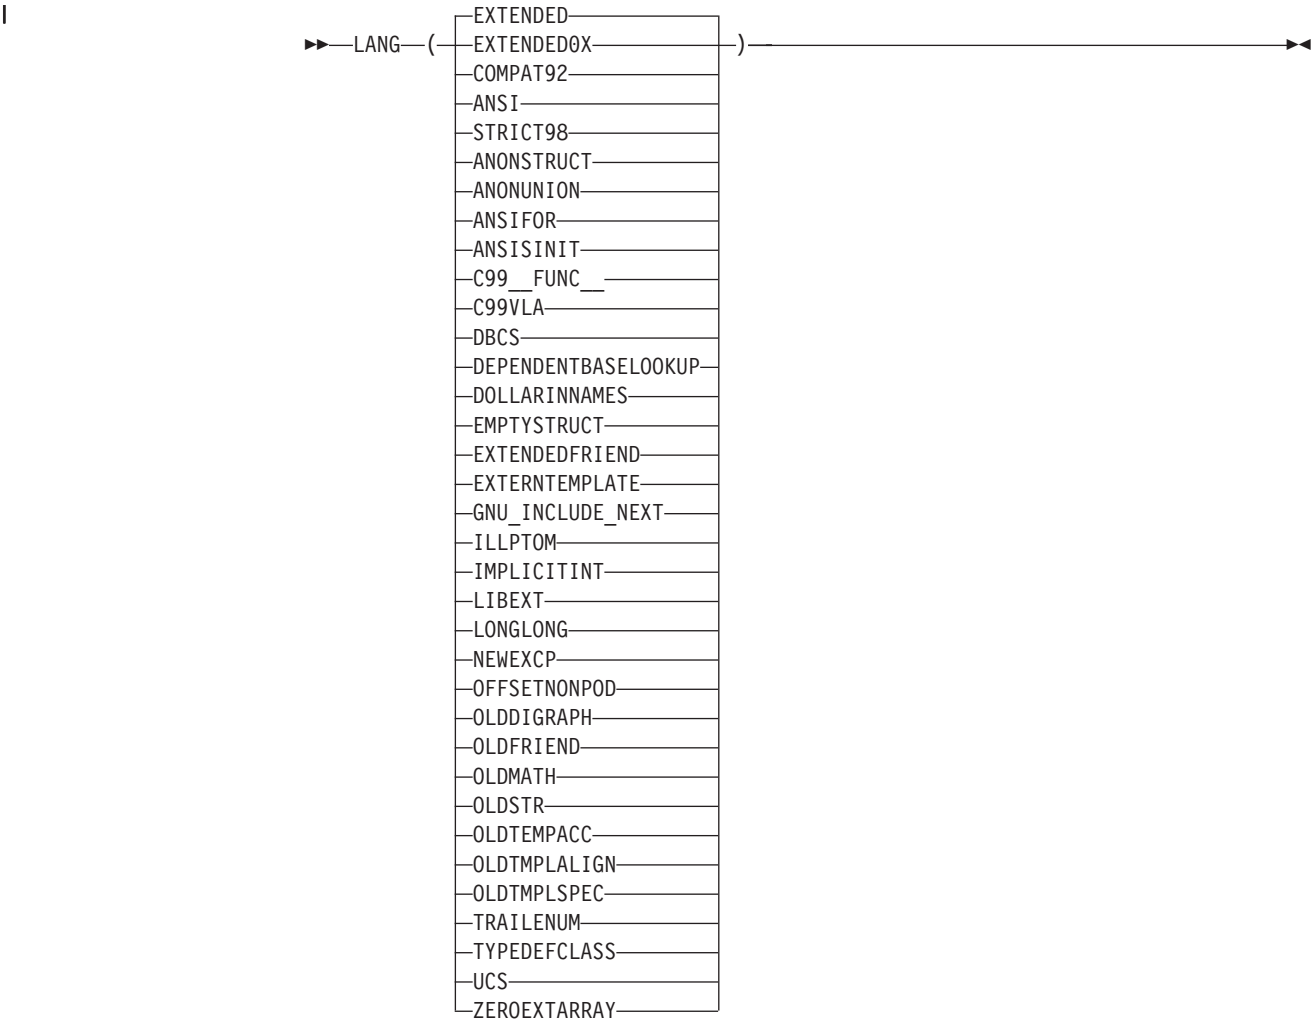 EXTENDED
LANG ( EXTENDED0X )
COMPAT92
ANSI
STRICT98
ANONSTRUCT
ANONUNION
ANSIFOR
ANSISINIT
C99__FUNC__
C99VLA
DBCS
DEPENDENTBASELOOKUP
DOLLARINNAMES
EMPTYSTRUCT
EXTENDEDFRIEND
EXTERNTEMPLATE
GNU_INCLUDE_NEXT
ILLPTOM
IMPLICITINT
LIBEXT
LONGLONG
NEWEXCP
OFFSETNONPOD
OLDDIGRAPH
OLDFRIEND
OLDMATH
OLDSTR
OLDTEMPACC
OLDTMPLALIGN
OLDTMPLSPEC
TRAILENUM
TYPEDEFCLASS
UCS
ZEROEXTARRAY